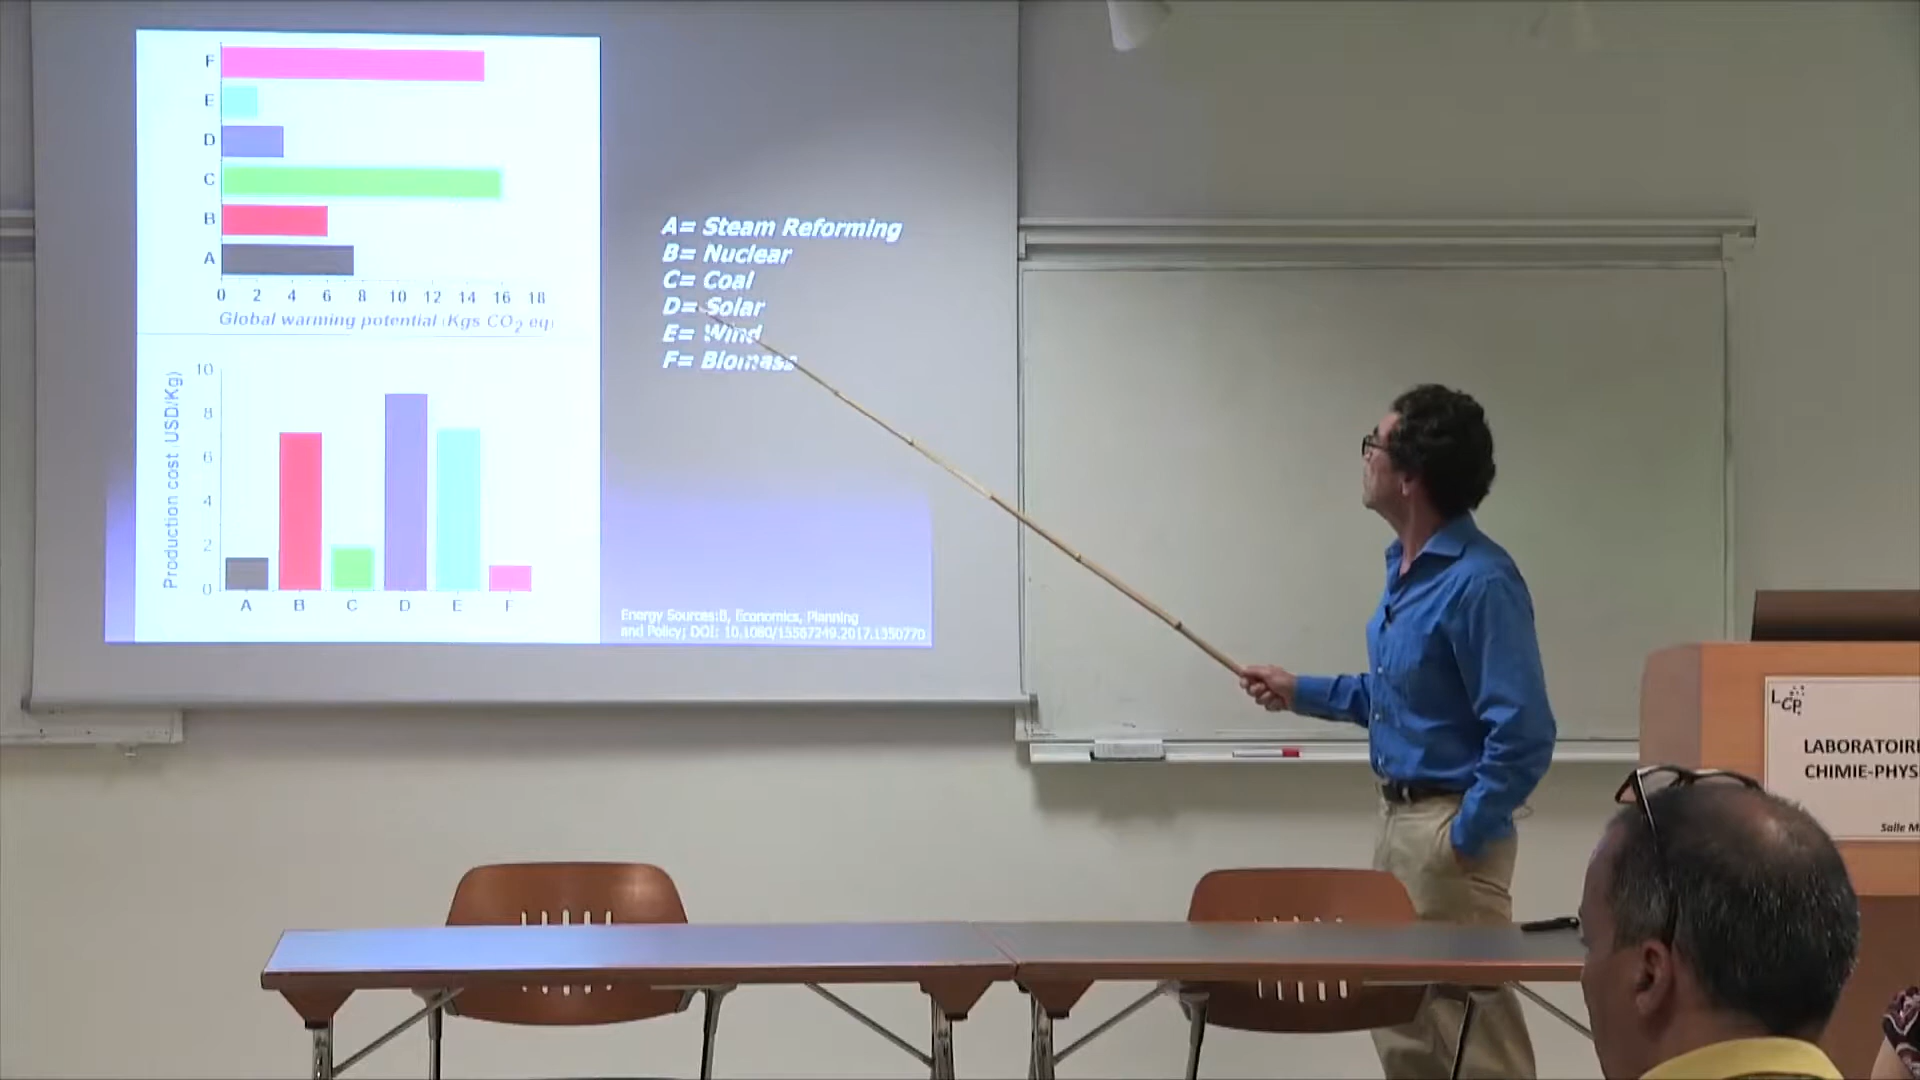 F
E
D
C
B
A
0 2 4 6 8 10 12 14 16 18
Global warming potential (Kgs CO2 eq)
A= Steam Reforming
B= Nuclear
C= Coal
D= Solar
E= Wind
F= Biomass
Production cost (USD/Kg)
10
8
6
4
2
0
A B C D E F
Energy Sources:B, Economics, Planning
and Policy; DOI: 10.1080/15567249.2017.1350770
LCP
LABORATOIRE
CHIMIE-PHYS
Salle M